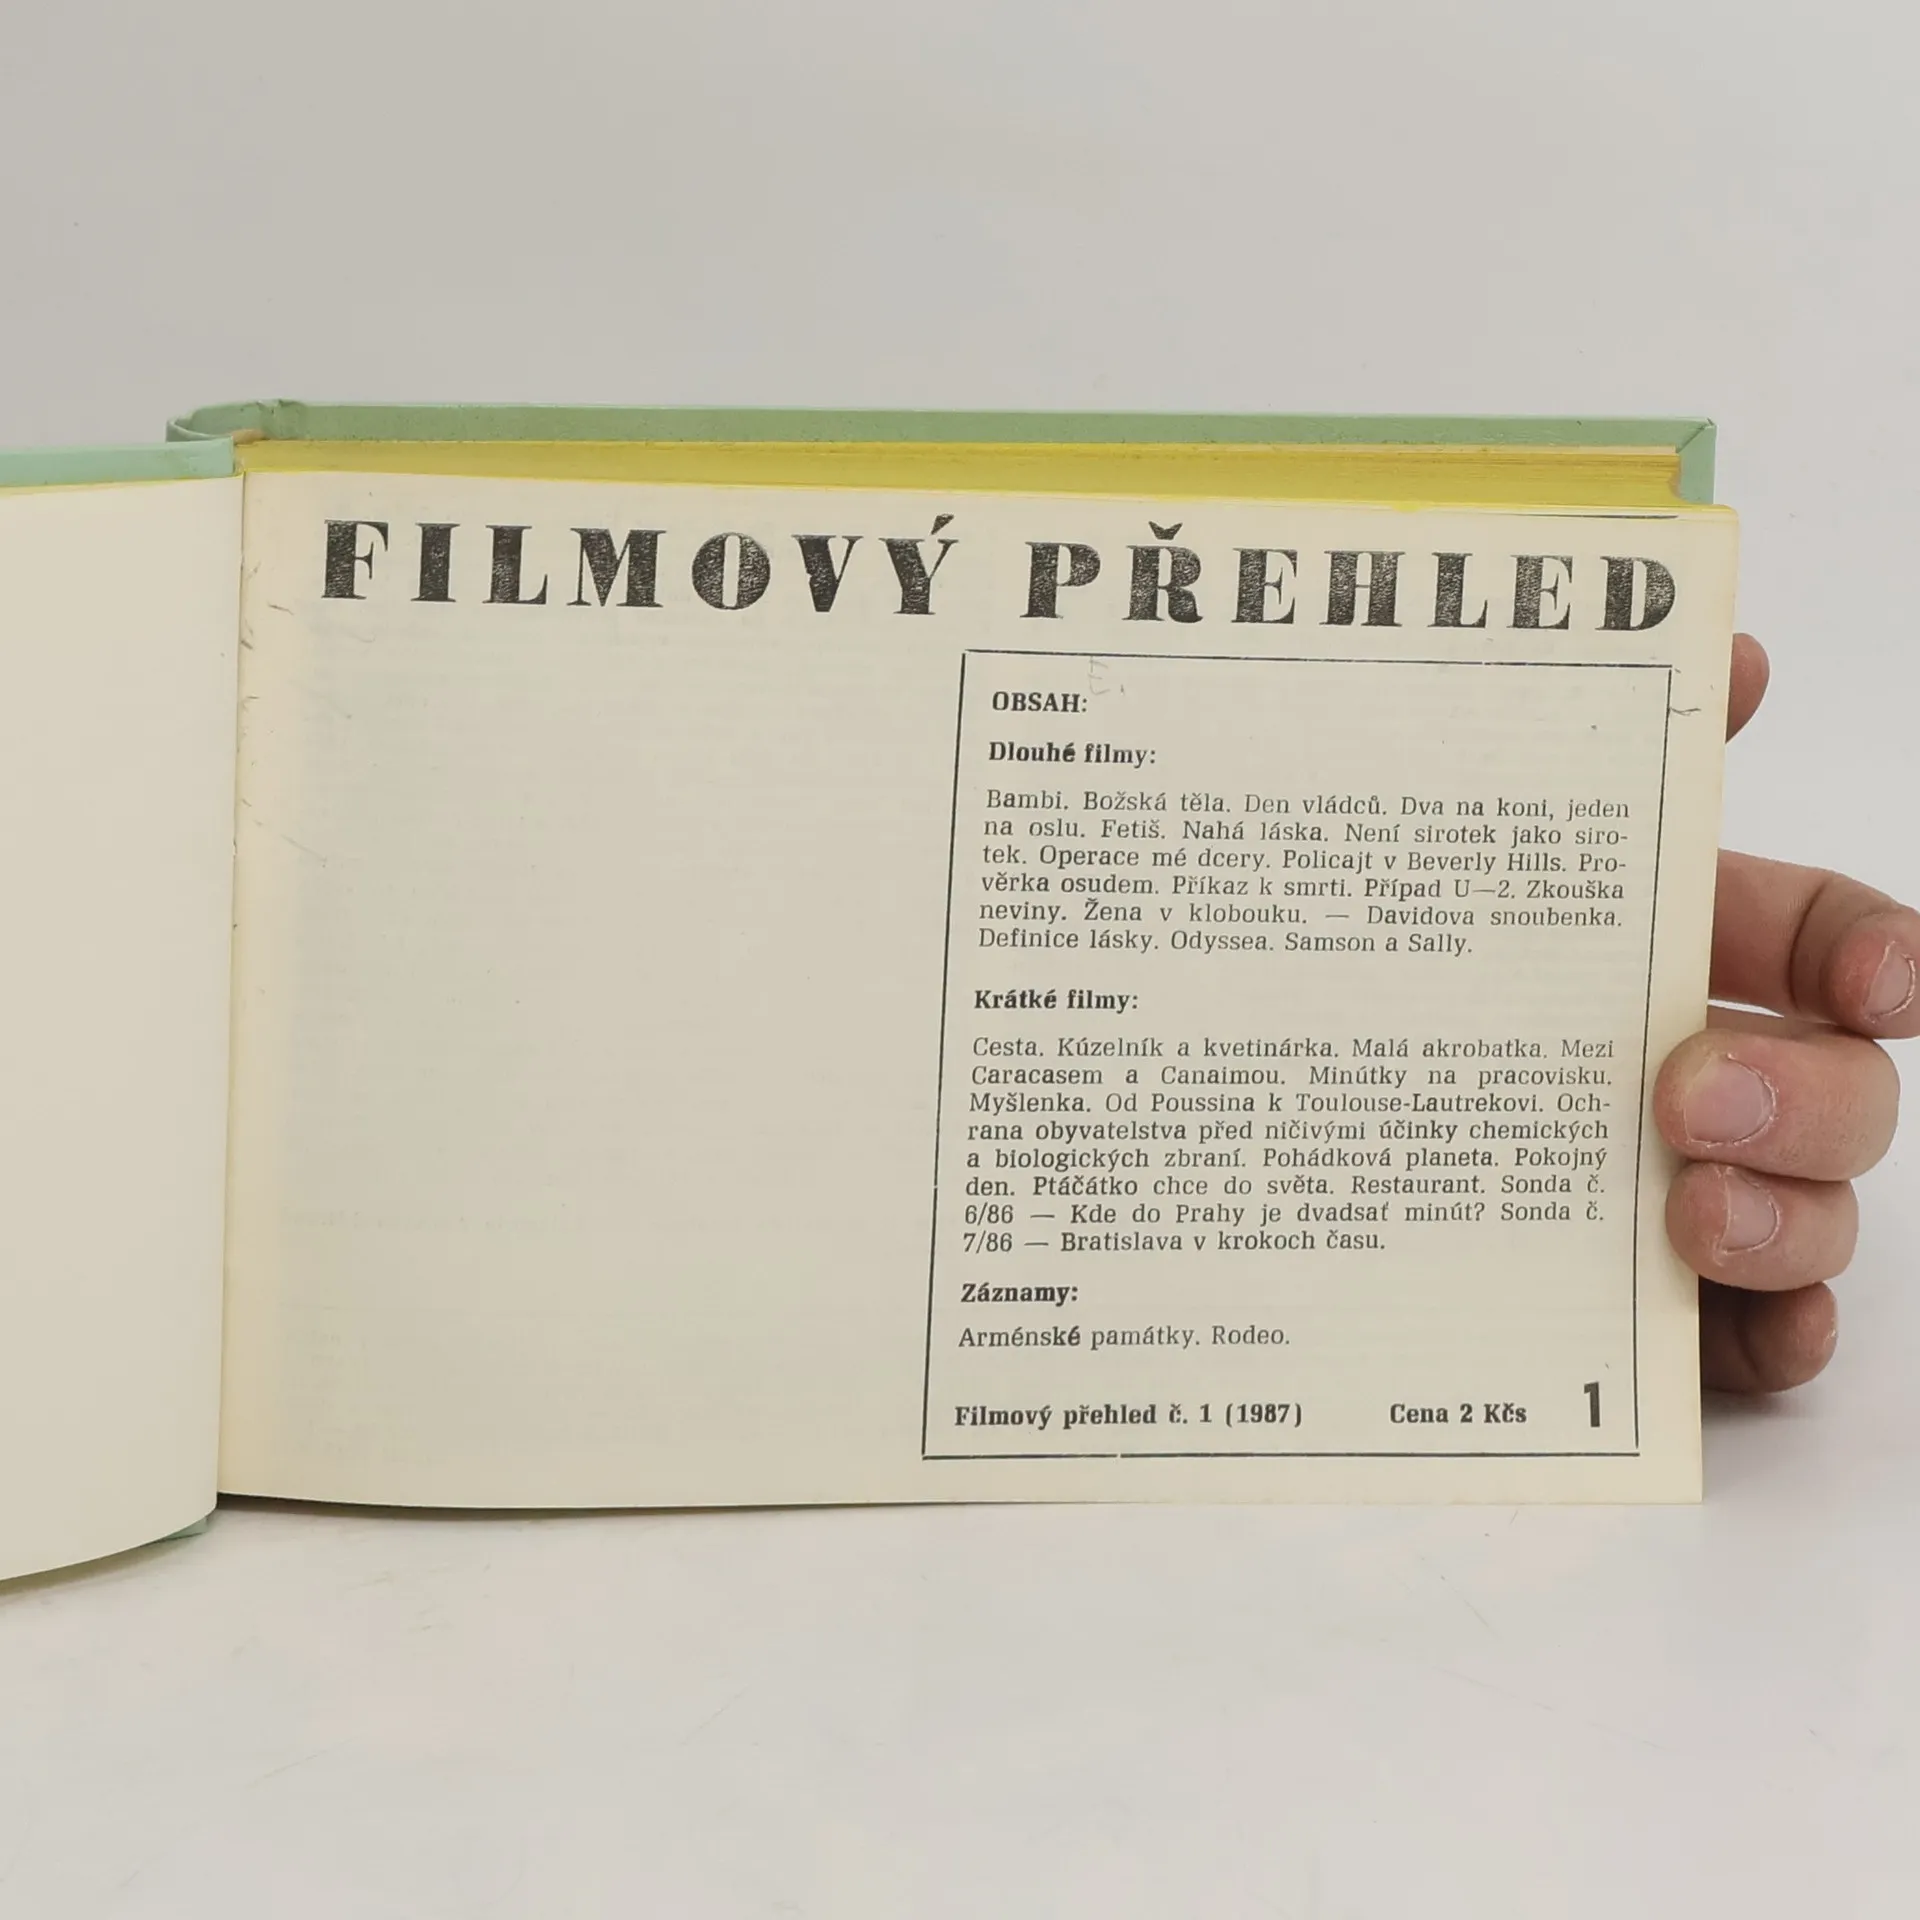 FILMOVÝ PŘEHLED
OBSAH:
Dlouhé filmy:
Bambi. Božská těla. Den vládců. Dva na koni, jeden
na oslu. Fetiš. Nahá láska. Není sirotek jako siro-
tek. Operace mé dcery. Policajt v Beverly Hills. Pro-
věrka osudem. Příkaz k smrti. Případ U—2. Zkouška
neviny. Žena v klobouku. — Davidova snoubenka.
Definice lásky. Odyssea. Samson a Sally.
Krátké filmy:
Cesta. Kúzelník a kvetinárka. Malá akrobatka. Mezi
Caracasem a Canaimou. Minútky na pracovisku.
Myšlenka. Od Poussina k Toulouse-Lautrekovi. Och-
rana obyvatelstva před ničivými účinky chemických
a biologických zbraní. Pohádková planeta. Pokojný
den. Ptáčátko chce do světa. Restaurant. Sonda č.
6/86 — Kde do Prahy je dvadsať minút? Sonda č.
7/86 — Bratislava v krokoch času.
Záznamy:
Arménské památky. Rodeo.
Filmový přehled č. 1 (1987) Cena 2 Kčs 1